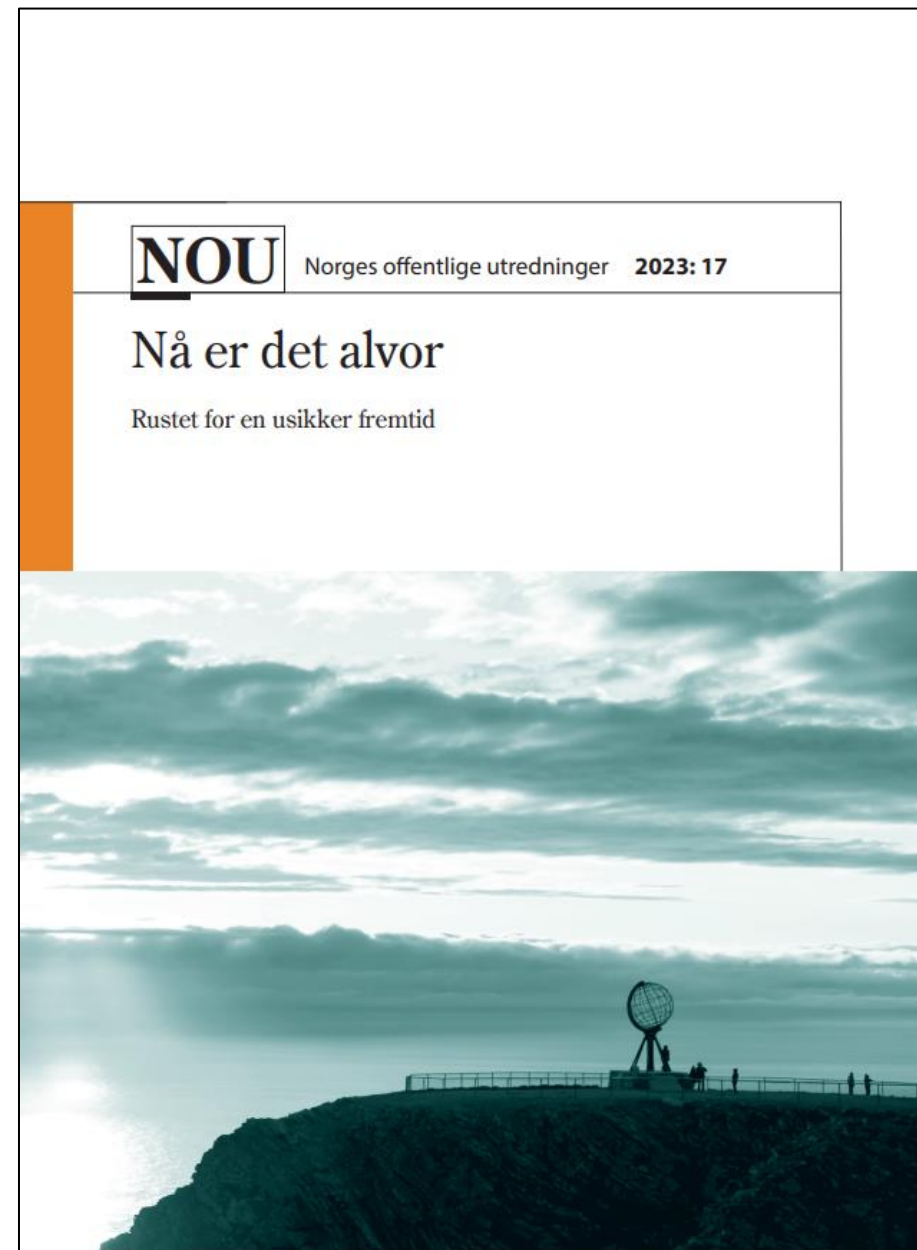 NOU Norges offentlige utredninger 2023: 17
Nå er det alvor
Rustet for en usikker fremtid